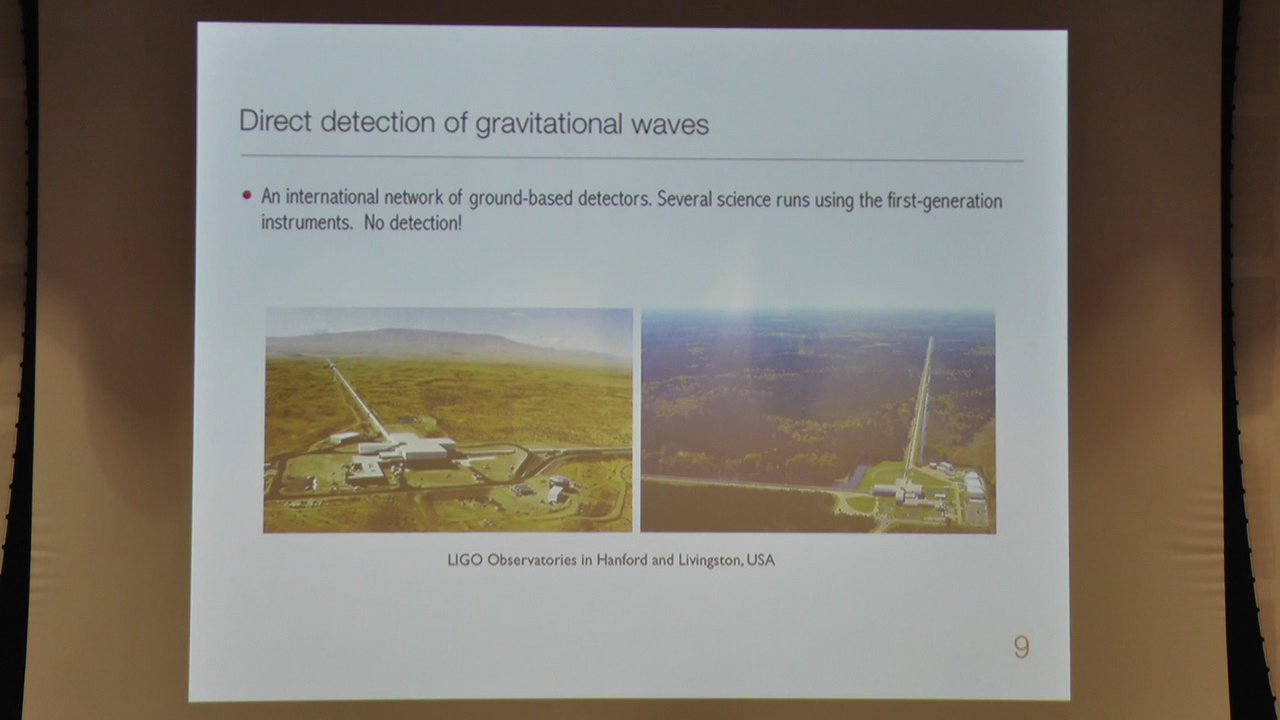 Direct detection of gravitational waves
• An international network of ground-based detectors. Several science runs using the first-generation
instruments. No detection!
LIGO Observatories in Hanford and Livingston, USA
9